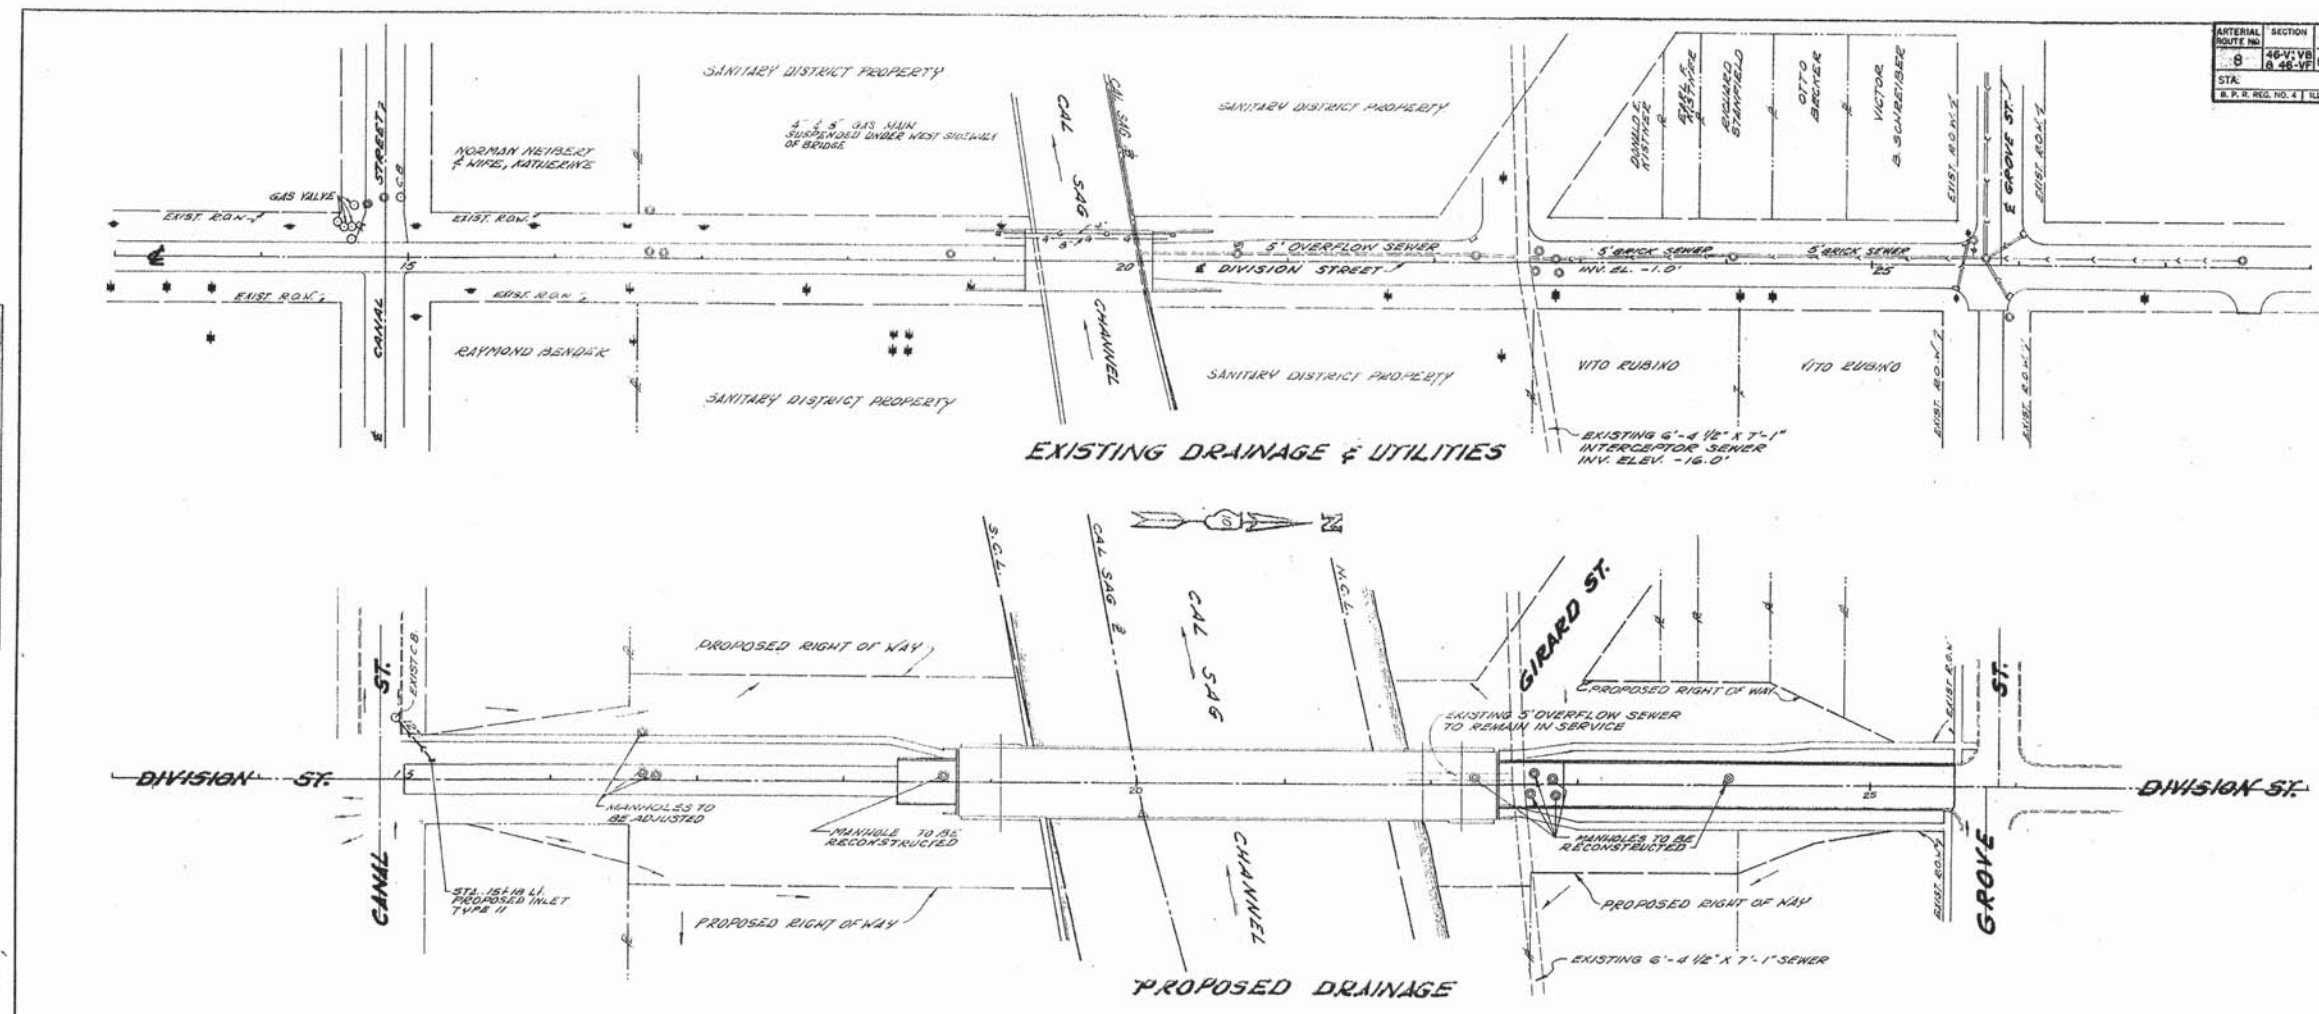 ARTERIAL ROUTE NO. SECTION
8 46-V; VB & 46-VF
STA.
B. P. R. REG. NO. 4
SANITARY DISTRICT PROPERTY
4" & 8" GAS MAIN
SUSPENDED UNDER WEST SIDEWALK
OF BRIDGE
CAL SAG
CHANNEL
CAL SAG ℄
SANITARY DISTRICT PROPERTY
DONALD E. KISTNER
EARL F. KISTNER
RICHARD STANFIELD
OTTO BECKER
VICTOR B. SCHREIBER
EXIST. R.O.W.
℄ GROVE ST.
EXIST. R.O.W.
NORMAN NEIBERT
& WIFE, KATHERINE
℄ CANAL STREET
C.B.
GAS VALVE
EXIST. R.O.W.
EXIST. R.O.W.
15
20
25
5' OVERFLOW SEWER
℄ DIVISION STREET
5' BRICK SEWER
5' BRICK SEWER
INV. EL. -1.0'
EXIST. R.O.W.
EXIST. R.O.W.
RAYMOND BENDER
SANITARY DISTRICT PROPERTY
SANITARY DISTRICT PROPERTY
VITO RUBINO
VITO RUBINO
EXIST. R.O.W.
EXIST. R.O.W.
EXISTING DRAINAGE & UTILITIES
EXISTING 6'-4 1/2" X 7'-1"
INTERCEPTOR SEWER
INV. ELEV. -16.0'
10
N
S.C.L.
CAL SAG ℄
CAL SAG
CHANNEL
N.C.L.
GIRARD ST.
PROPOSED RIGHT OF WAY
CANAL ST.
EXIST C.B.
PROPOSED RIGHT OF WAY
EXIST R.O.W.
GROVE ST.
EXISTING 5' OVERFLOW SEWER
TO REMAIN IN SERVICE
DIVISION ST.
15
20
25
DIVISION ST.
MANHOLES TO
BE ADJUSTED
MANHOLE TO BE
RECONSTRUCTED
MANHOLES TO BE
RECONSTRUCTED
STA. 15+18 Lt.
PROPOSED INLET
TYPE 11
PROPOSED RIGHT OF WAY
PROPOSED RIGHT OF WAY
EXIST. R.O.W.
EXISTING 6'-4 1/2" X 7'-1" SEWER
PROPOSED DRAINAGE